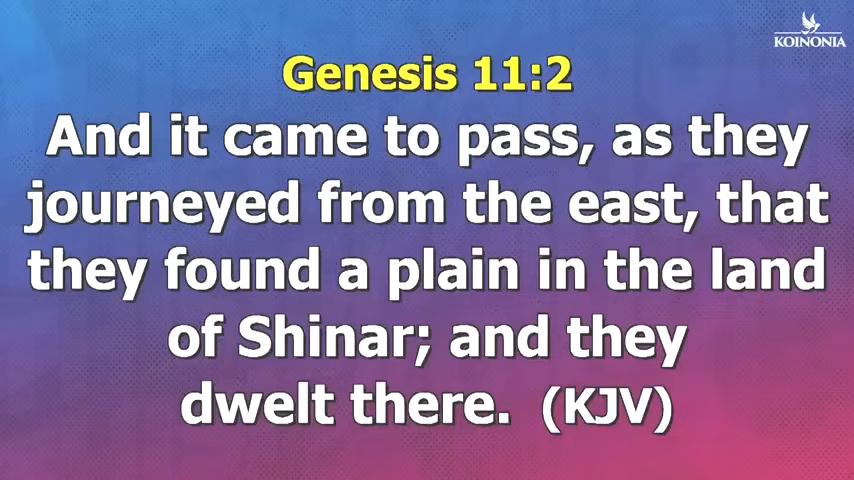 KOINONIA
Genesis 11:2
And it came to pass, as they
journeyed from the east, that
they found a plain in the land
of Shinar; and they
dwelt there. (KJV)